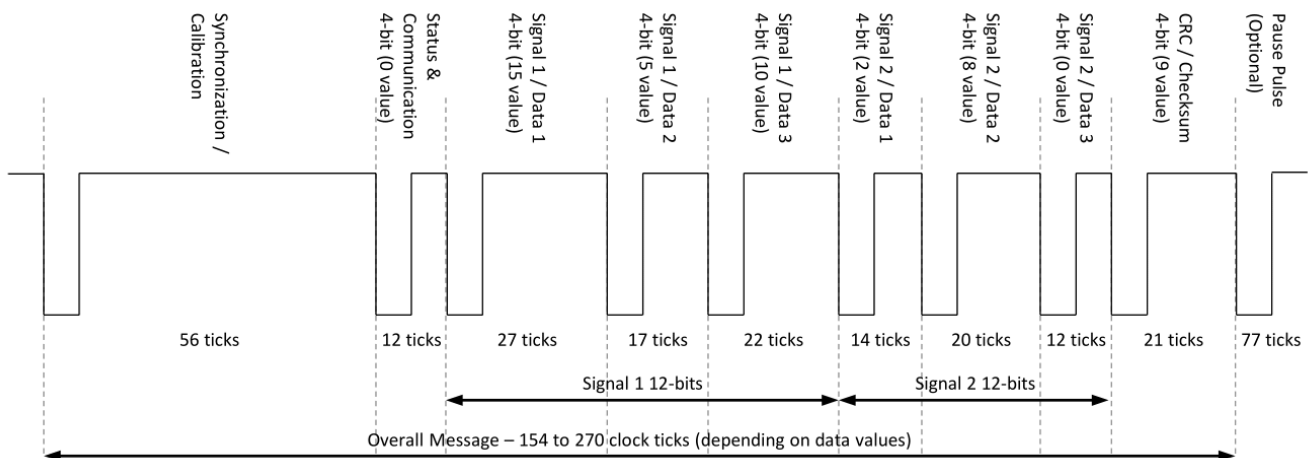 Synchronization /
Calibration
Status &
Communication
4-bit (0 value)
Signal 1 / Data 1
4-bit (15 value)
Signal 1 / Data 2
4-bit (5 value)
Signal 1 / Data 3
4-bit (10 value)
Signal 2 / Data 1
4-bit (2 value)
Signal 2 / Data 2
4-bit (8 value)
Signal 2 / Data 3
4-bit (0 value)
CRC / Checksum
4-bit (9 value)
Pause Pulse
(Optional)
56 ticks
12 ticks
27 ticks
17 ticks
22 ticks
14 ticks
20 ticks
12 ticks
21 ticks
77 ticks
Signal 1 12-bits
Signal 2 12-bits
Overall Message – 154 to 270 clock ticks (depending on data values)